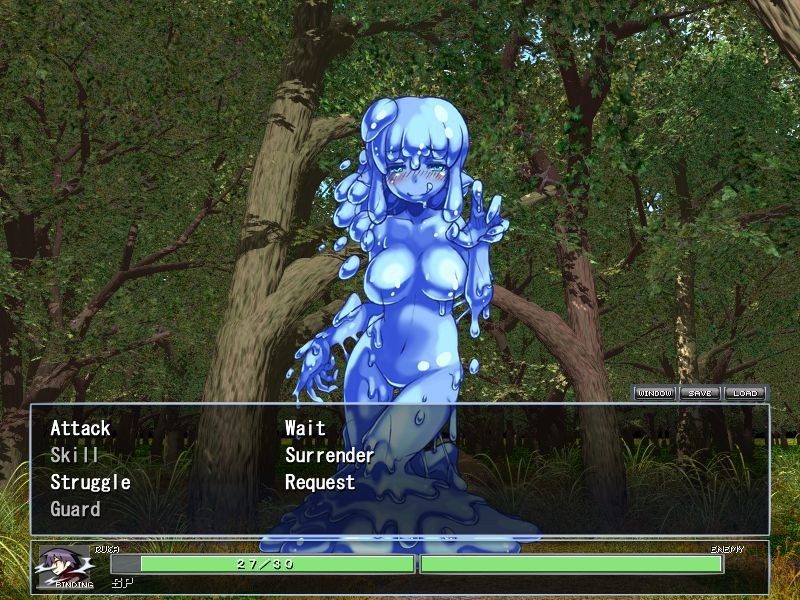 WINDOW SAVE LOAD
Attack Wait
Skill Surrender
Struggle Request
Guard
LUKA ENEMY
27/30
BINDING SP